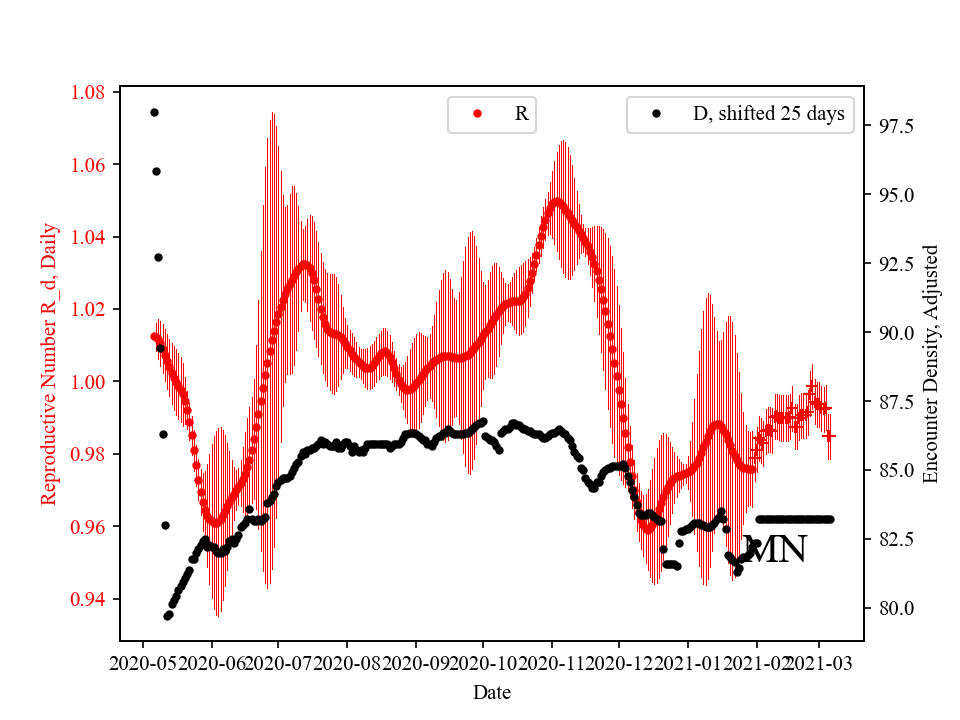 R
D, shifted 25 days
1.08
1.06
1.04
1.02
1.00
0.98
0.96
0.94
Reproductive Number R_d, Daily
97.5
95.0
92.5
90.0
87.5
85.0
82.5
80.0
Encounter Density, Adjusted
MN
2020-05 2020-06 2020-07 2020-08 2020-09 2020-10 2020-11 2020-12 2021-01 2021-02 2021-03
Date